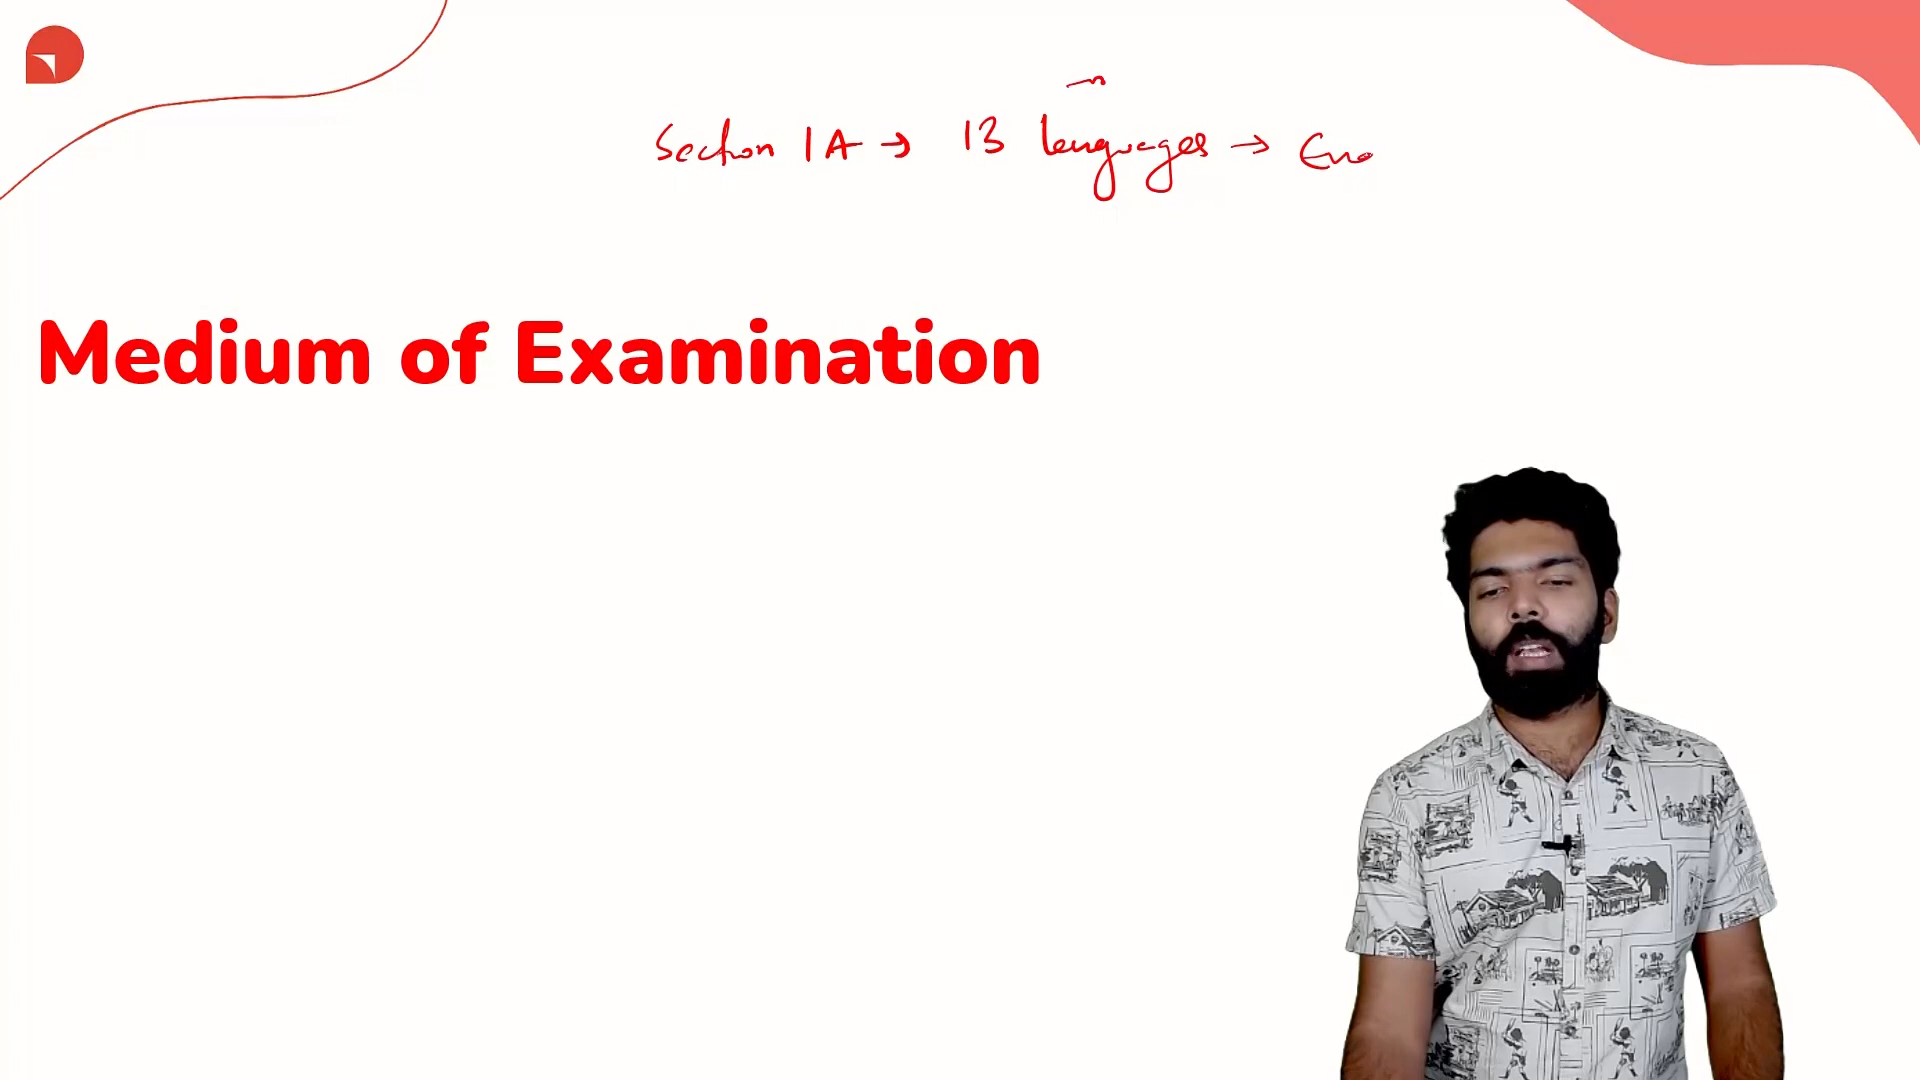 Section 1A → 13 languages → Eng
Medium of Examination